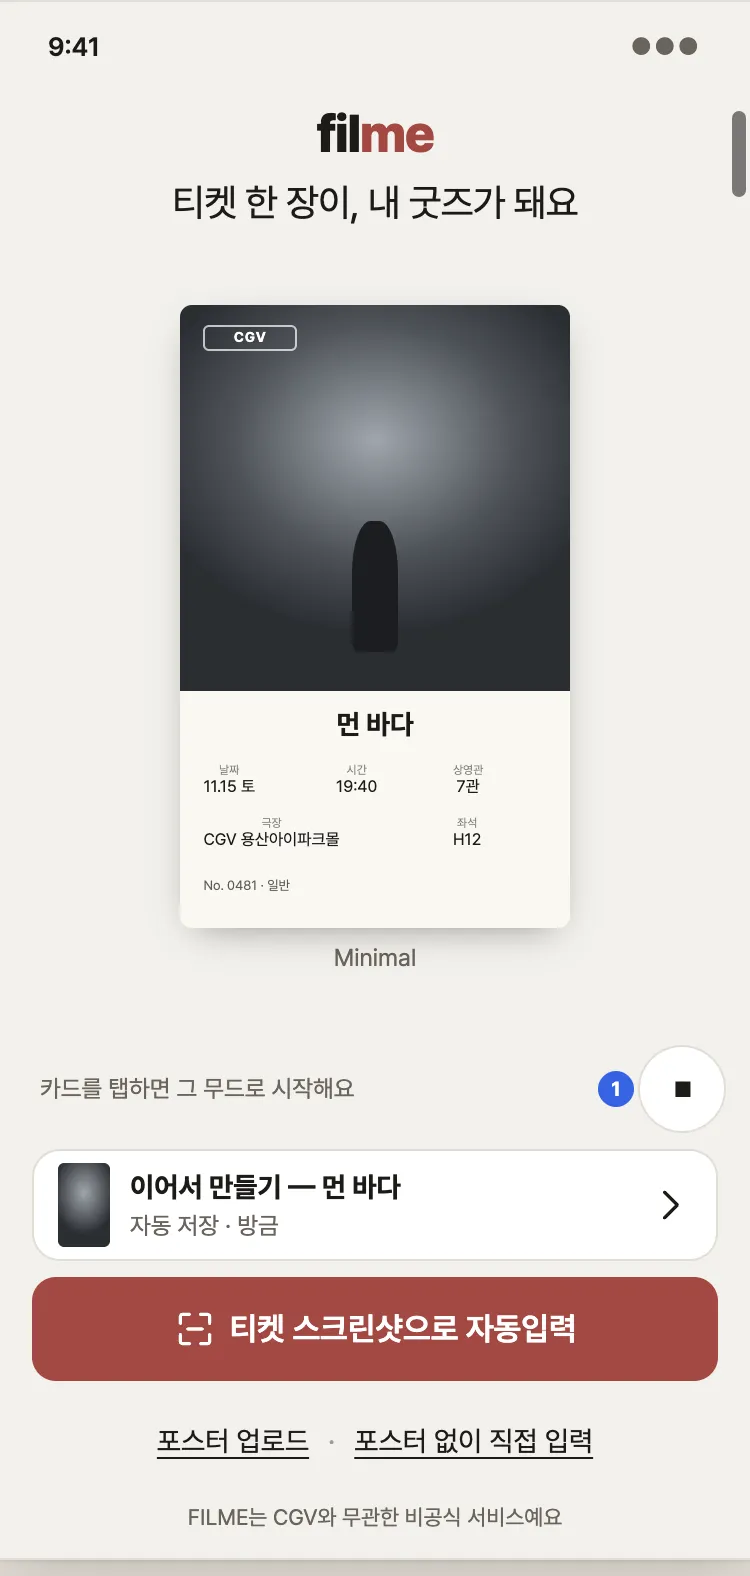 9:41
filme
티켓 한 장이, 내 굿즈가 돼요
CGV
먼 바다
날짜 시간 상영관
11.15 토 19:40 7관
극장 좌석
CGV 용산아이파크몰 H12
No. 0481 · 일반
Minimal
카드를 탭하면 그 무드로 시작해요 1
이어서 만들기 — 먼 바다
자동 저장 · 방금
티켓 스크린샷으로 자동입력
포스터 업로드 · 포스터 없이 직접 입력
FILME는 CGV와 무관한 비공식 서비스예요